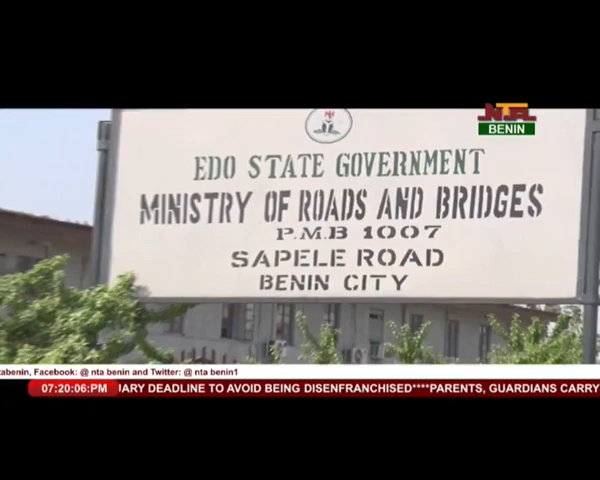 NTA
BENIN
EDO STATE GOVERNMENT
MINISTRY OF ROADS AND BRIDGES
P.M.B 1007
SAPELE ROAD
BENIN CITY
tabenin, Facebook: @ nta benin and Twitter: @ nta benin1
07:20:06:PM UARY DEADLINE TO AVOID BEING DISENFRANCHISED****PARENTS, GUARDIANS CARRY